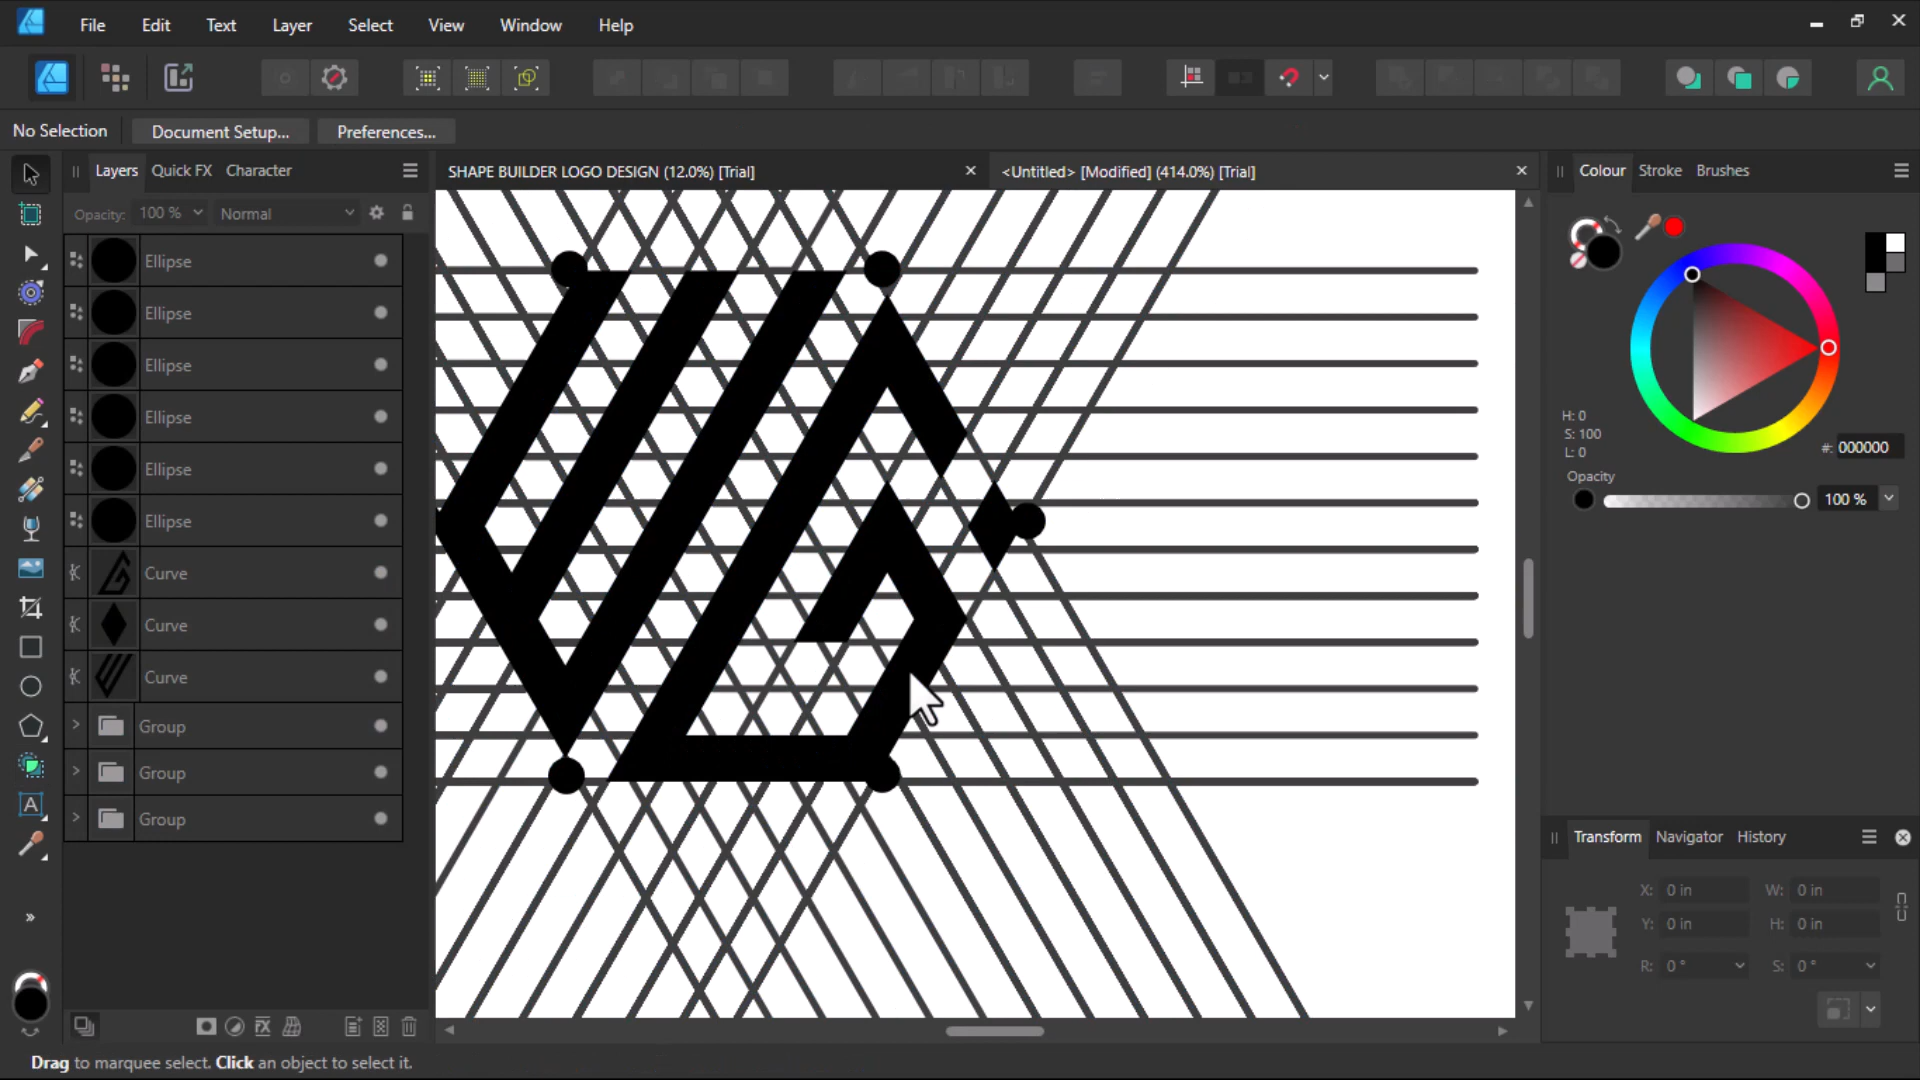 File Edit Text Layer Select View Window Help
No Selection Document Setup... Preferences...
Layers Quick FX Character
SHAPE BUILDER LOGO DESIGN (12.0%) [Trial]
<Untitled> [Modified] (414.0%) [Trial]
Colour Stroke Brushes
Opacity: 100 % Normal
Ellipse
Ellipse
Ellipse
Ellipse
Ellipse
Ellipse
Curve
Curve
Curve
Group
Group
Group
H: 0
S: 100
L: 0
#: 000000
Opacity
100 %
Transform Navigator History
X: 0 in W: 0 in
Y: 0 in H: 0 in
R: 0 ° S: 0 °
Drag to marquee select. Click an object to select it.